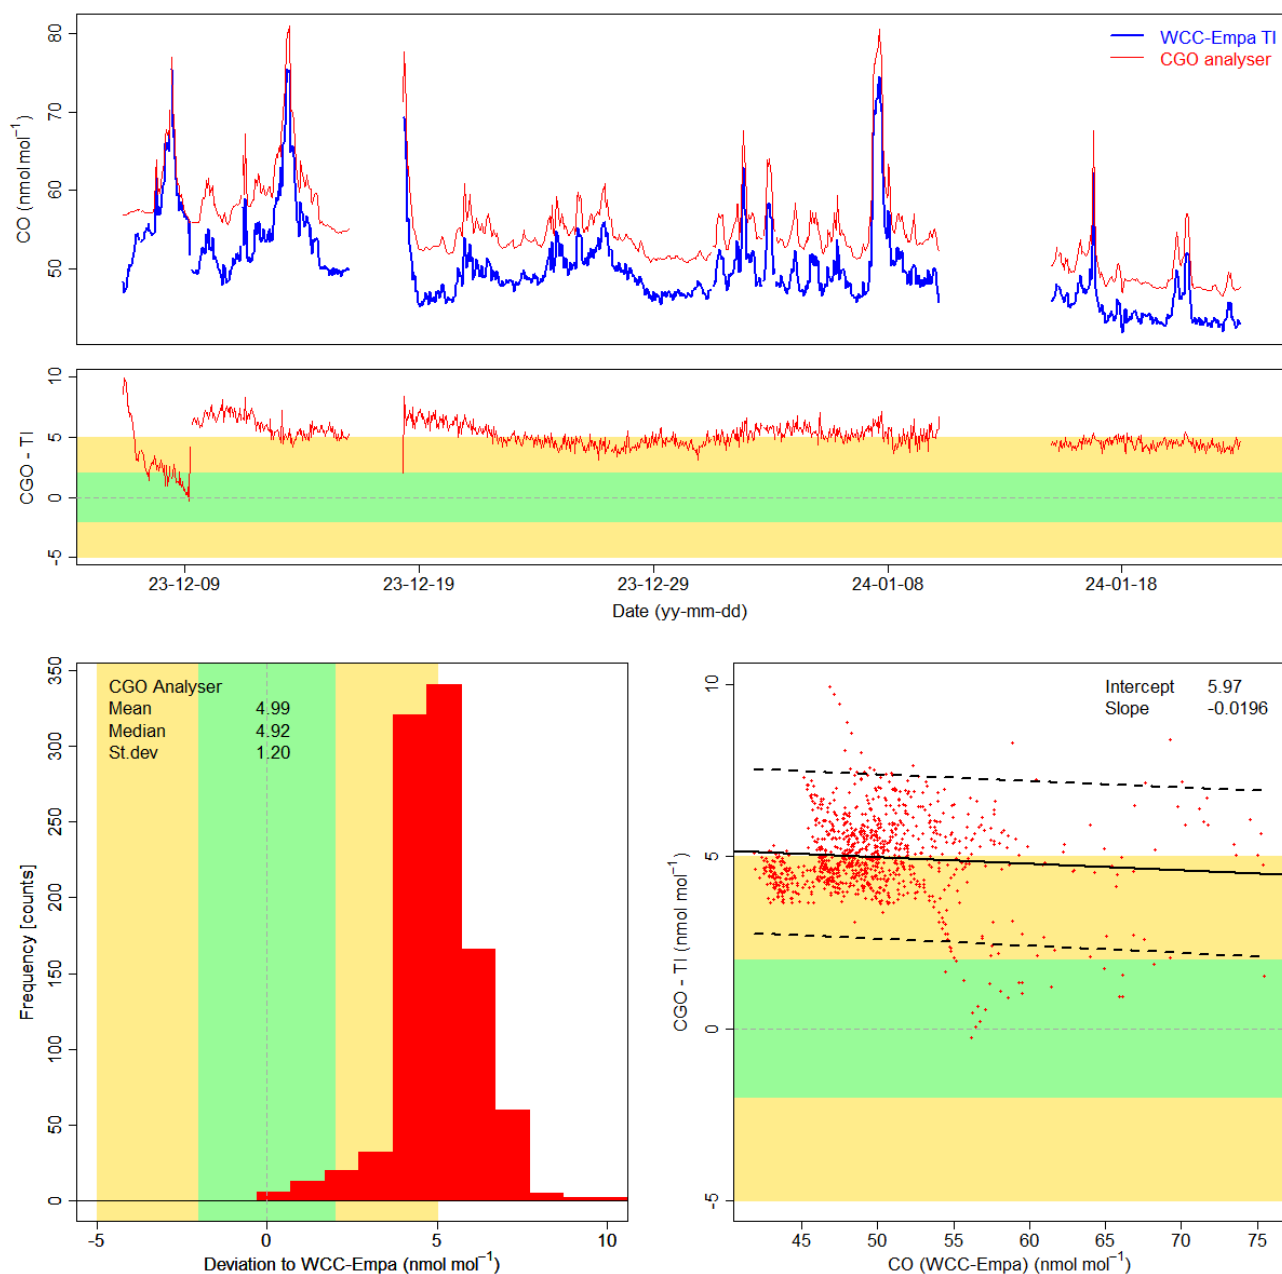 WCC-Empa TI
CGO analyser
CO (nmol mol⁻¹)
80
70
60
50
CGO - TI
10
5
0
-5
23-12-09
23-12-19
23-12-29
24-01-08
24-01-18
Date (yy-mm-dd)
CGO Analyser
Mean 4.99
Median 4.92
St.dev 1.20
Frequency [counts]
350
300
250
200
150
100
50
0
-5 0 5 10
Deviation to WCC-Empa (nmol mol⁻¹)
Intercept 5.97
Slope -0.0196
CGO - TI (nmol mol⁻¹)
10
5
0
-5
45 50 55 60 65 70 75
CO (WCC-Empa) (nmol mol⁻¹)